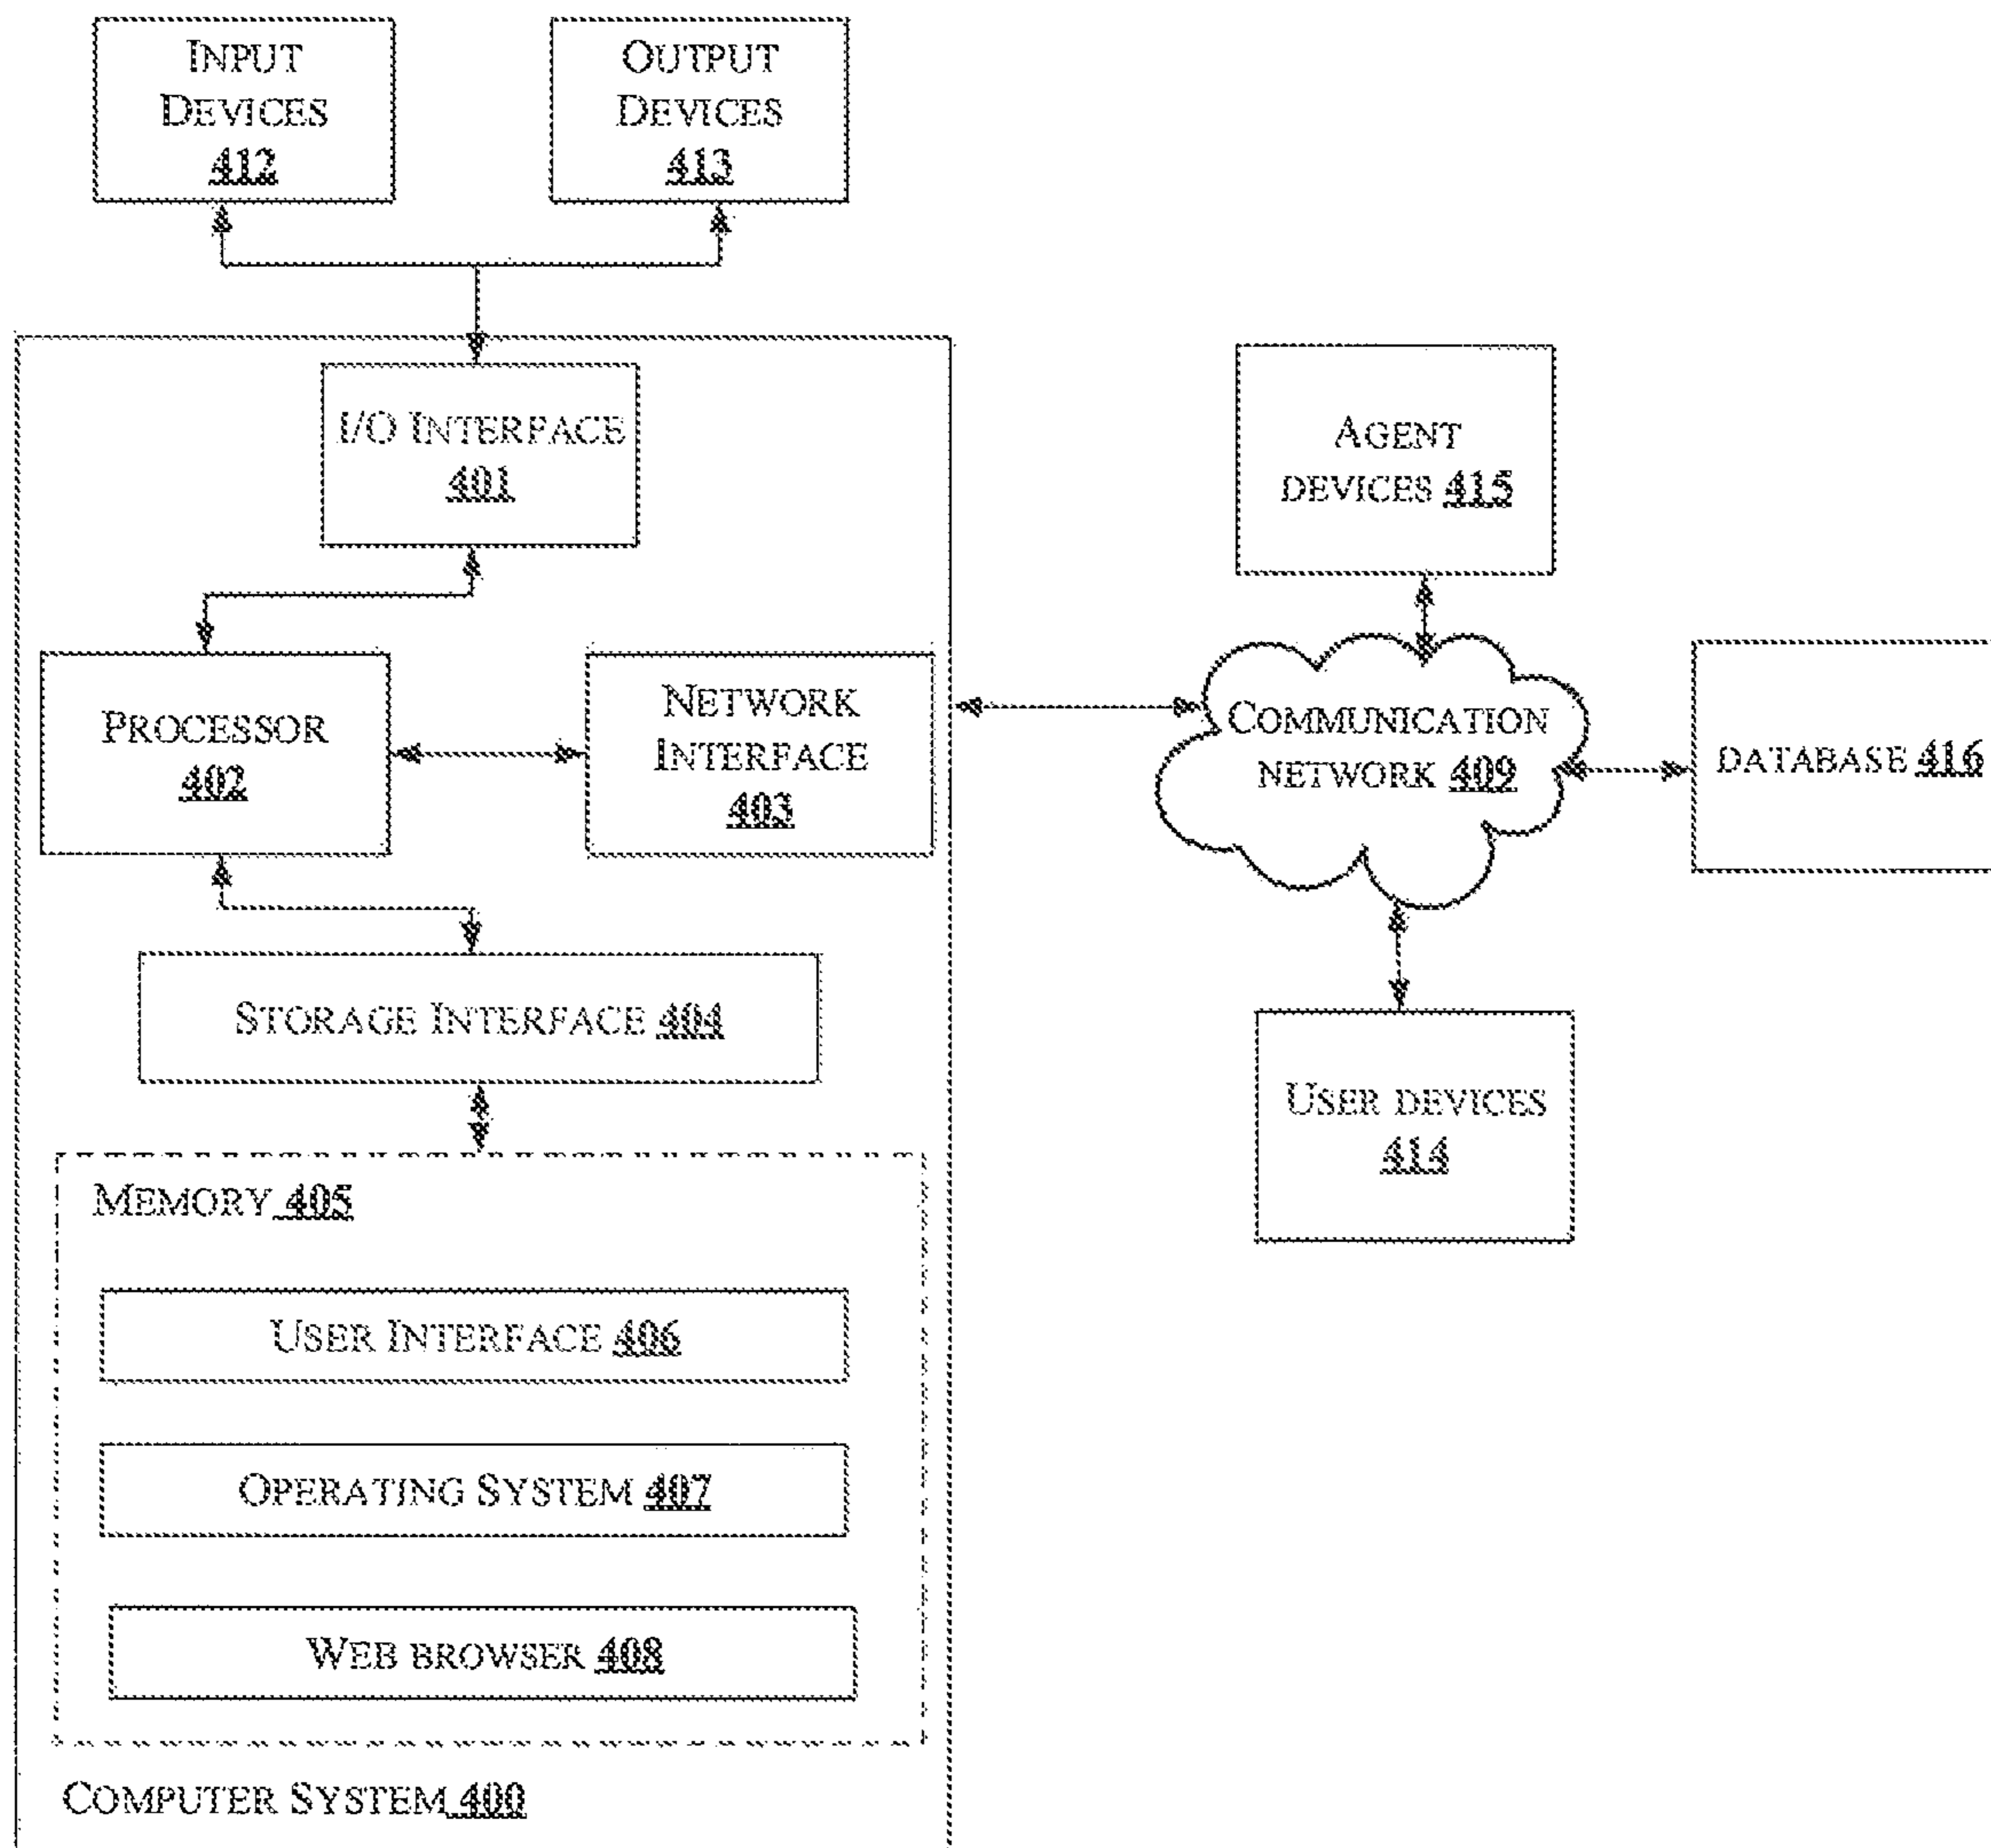 INPUT
DEVICES
412
OUTPUT
DEVICES
413
I/O INTERFACE
401
PROCESSOR
402
NETWORK
INTERFACE
403
STORAGE INTERFACE 404
MEMORY 405
USER INTERFACE 406
OPERATING SYSTEM 407
WEB BROWSER 408
COMPUTER SYSTEM 400
AGENT
DEVICES 415
COMMUNICATION
NETWORK 409
DATABASE 416
USER DEVICES
414